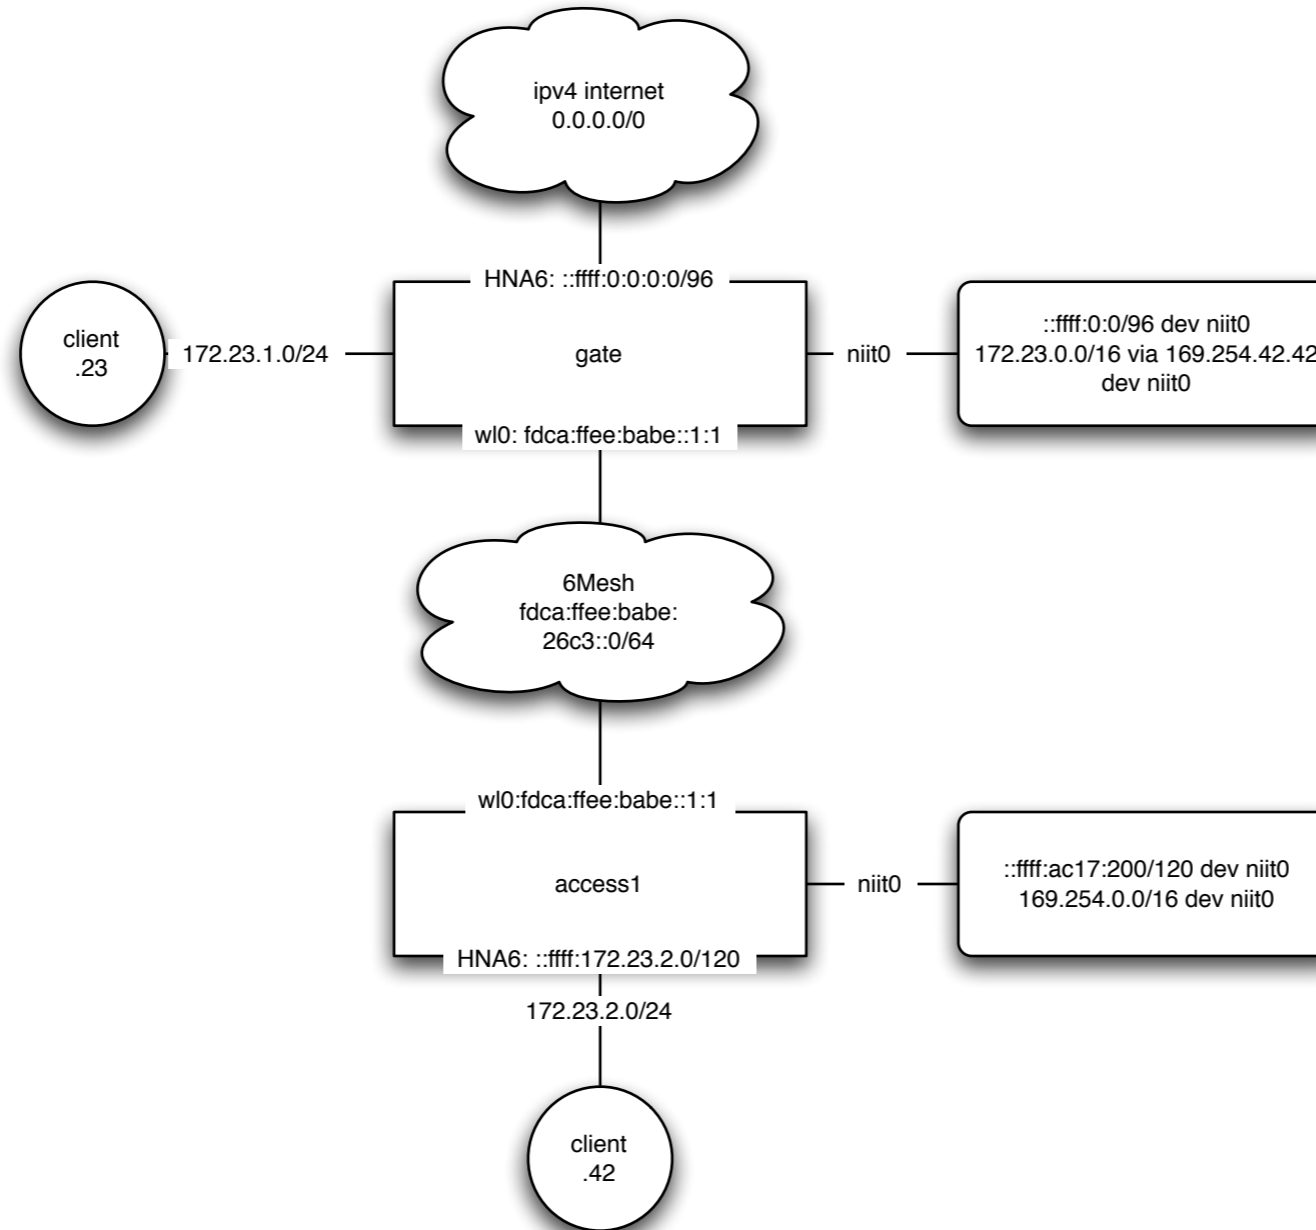 ipv4 internet
0.0.0.0/0
HNA6: ::ffff:0:0:0:0/96
client
.23
172.23.1.0/24
gate
niit0
::ffff:0:0/96 dev niit0
172.23.0.0/16 via 169.254.42.42
dev niit0
wl0: fdca:ffee:babe::1:1
6Mesh
fdca:ffee:babe:
26c3::0/64
wl0:fdca:ffee:babe::1:1
access1
niit0
::ffff:ac17:200/120 dev niit0
169.254.0.0/16 dev niit0
HNA6: ::ffff:172.23.2.0/120
172.23.2.0/24
client
.42